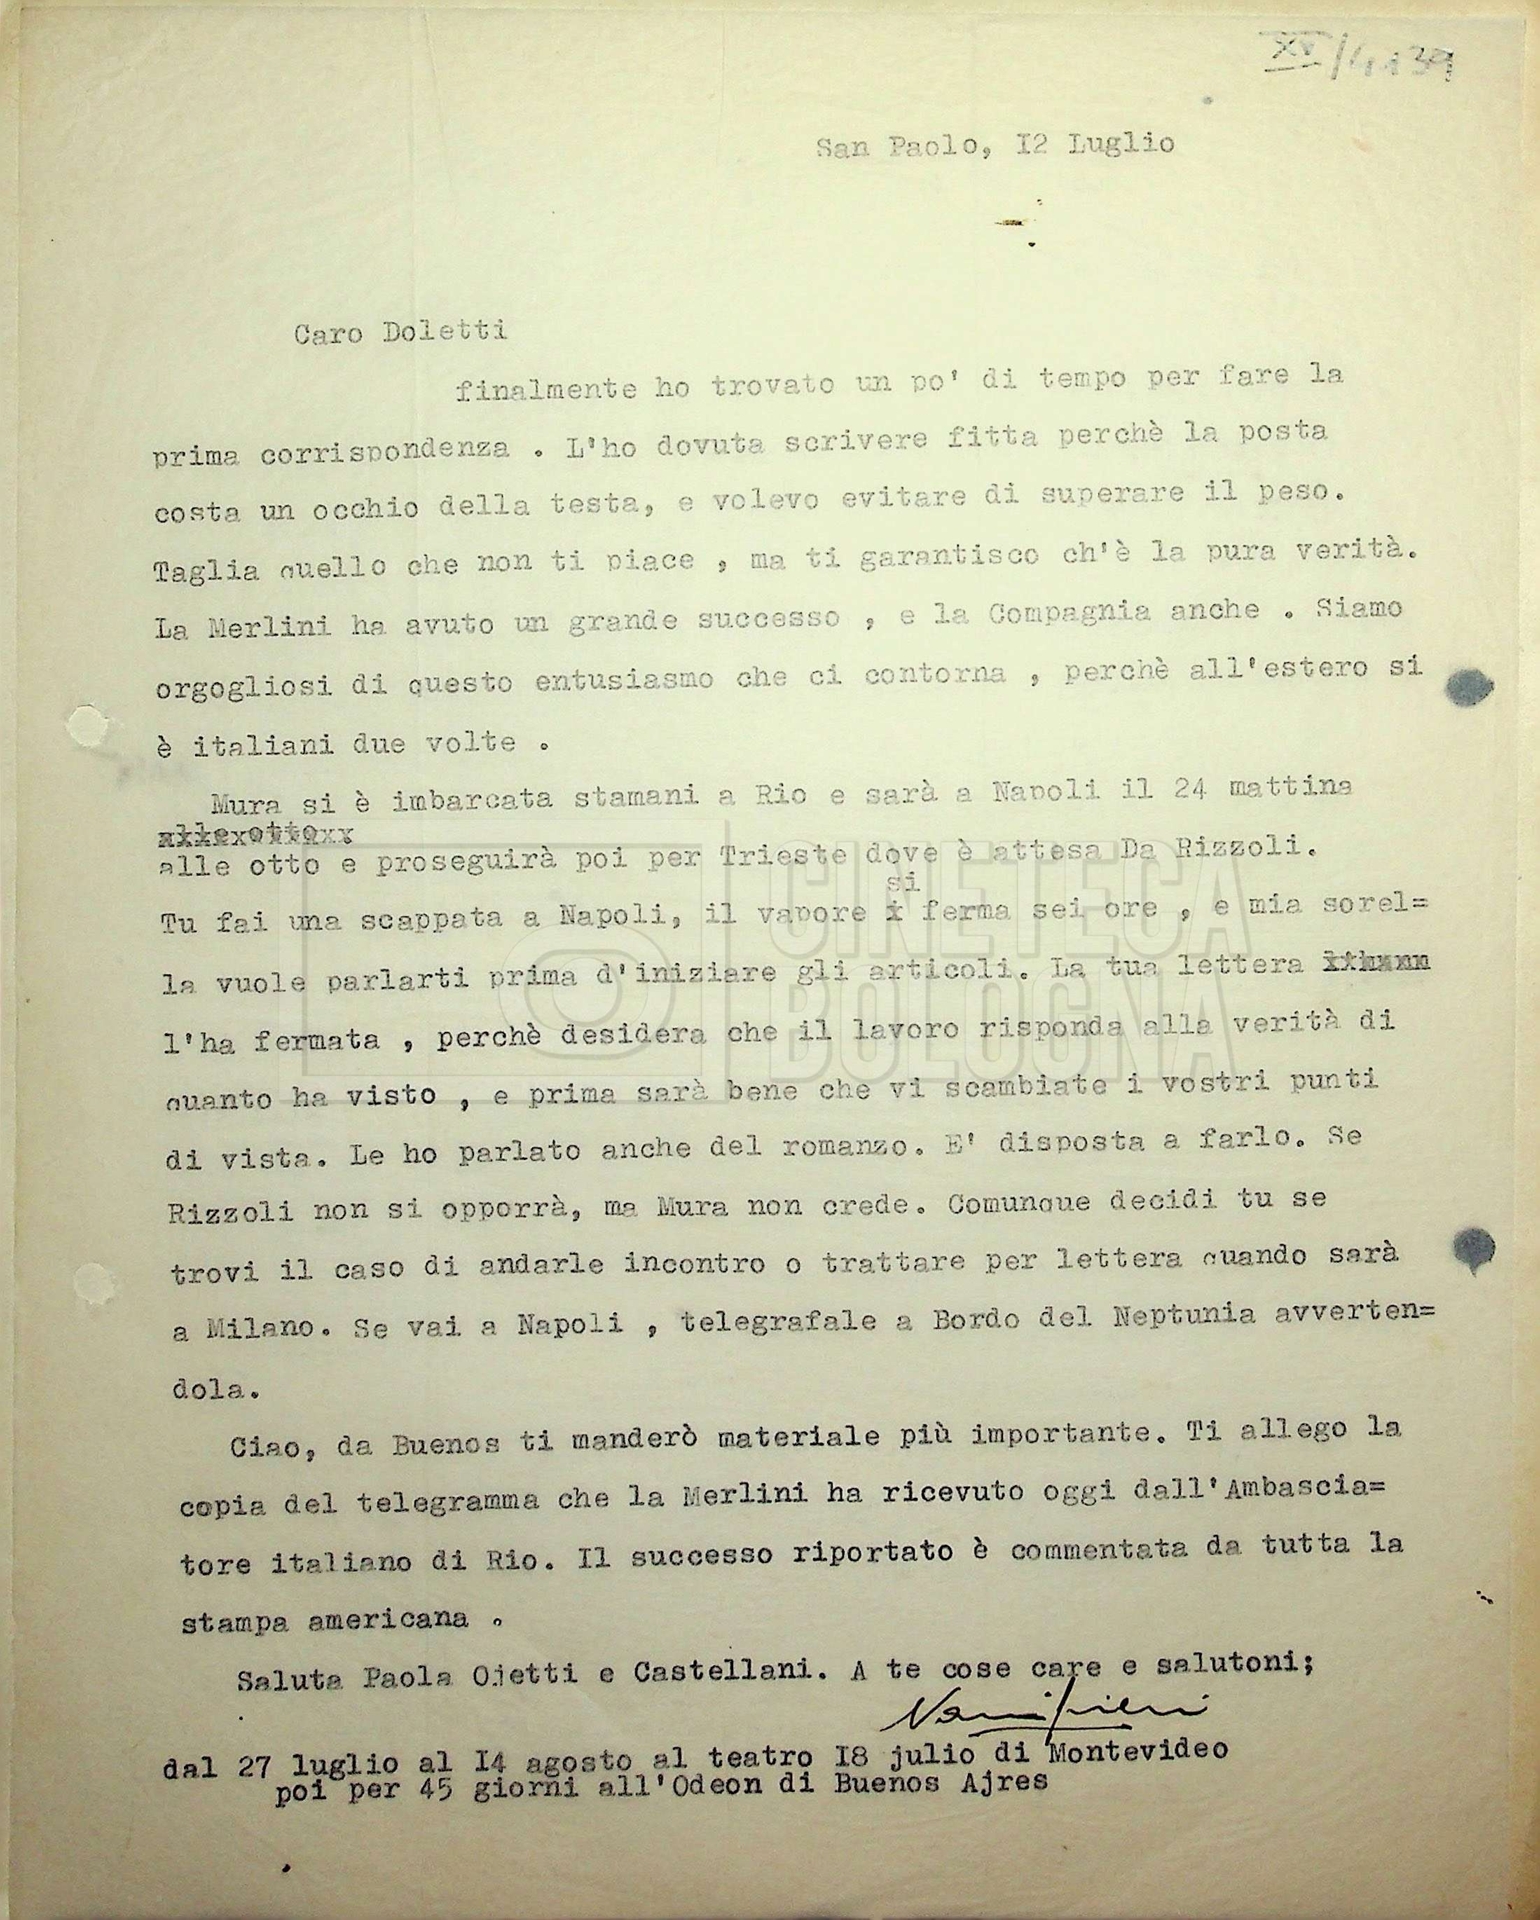 XV/4139
San Paolo, I2 Luglio
Caro Doletti
finalmente ho trovato un po' di tempo per fare la
prima corrispondenza . L'ho dovuta scrivere fitta perchè la posta
costa un occhio della testa, e volevo evitare di superare il peso.
Taglia quello che non ti piace , ma ti garantisco ch'è la pura verità.
La Merlini ha avuto un grande successo , e la Compagnia anche . Siamo
orgogliosi di questo entusiasmo che ci contorna , perchè all'estero si
è italiani due volte .
Mura si è imbarcata stamani a Rio e sarà a Napoli il 24 mattina
alle otto e proseguirà poi per Trieste dove è attesa Da Rizzoli.
si
Tu fai una scappata a Napoli, il vapore x ferma sei ore , e mia sorel=
la vuole parlarti prima d'iniziare gli articoli. La tua lettera
l'ha fermata , perchè desidera che il lavoro risponda alla verità di
quanto ha visto , e prima sarà bene che vi scambiate i vostri punti
di vista. Le ho parlato anche del romanzo. E' disposta a farlo. Se
Rizzoli non si opporrà, ma Mura non crede. Comunque decidi tu se
trovi il caso di andarle incontro o trattare per lettera quando sarà
a Milano. Se vai a Napoli , telegrafale a Bordo del Neptunia avverten=
dola.
Ciao, da Buenos ti manderò materiale più importante. Ti allego la
copia del telegramma che la Merlini ha ricevuto oggi dall'Ambascia=
tore italiano di Rio. Il successo riportato è commentata da tutta la
stampa americana .
Saluta Paola Ojetti e Castellani. A te cose care e salutoni;
dal 27 luglio al I4 agosto al teatro I8 julio di Montevideo
poi per 45 giorni all'Odeon di Buenos Ajres
CINETECA
BOLOGNA